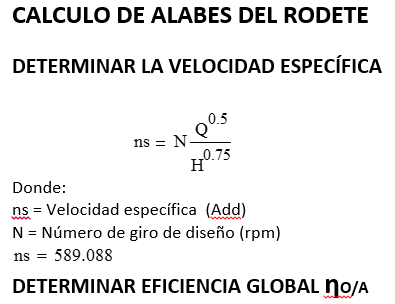 CALCULO DE ALABES DEL RODETE
DETERMINAR LA VELOCIDAD ESPECÍFICA
ns = N Q^0.5 / H^0.75
Donde:
ns = Velocidad específica (Add)
N = Número de giro de diseño (rpm)
ns = 589.088
DETERMINAR EFICIENCIA GLOBAL ηO/A